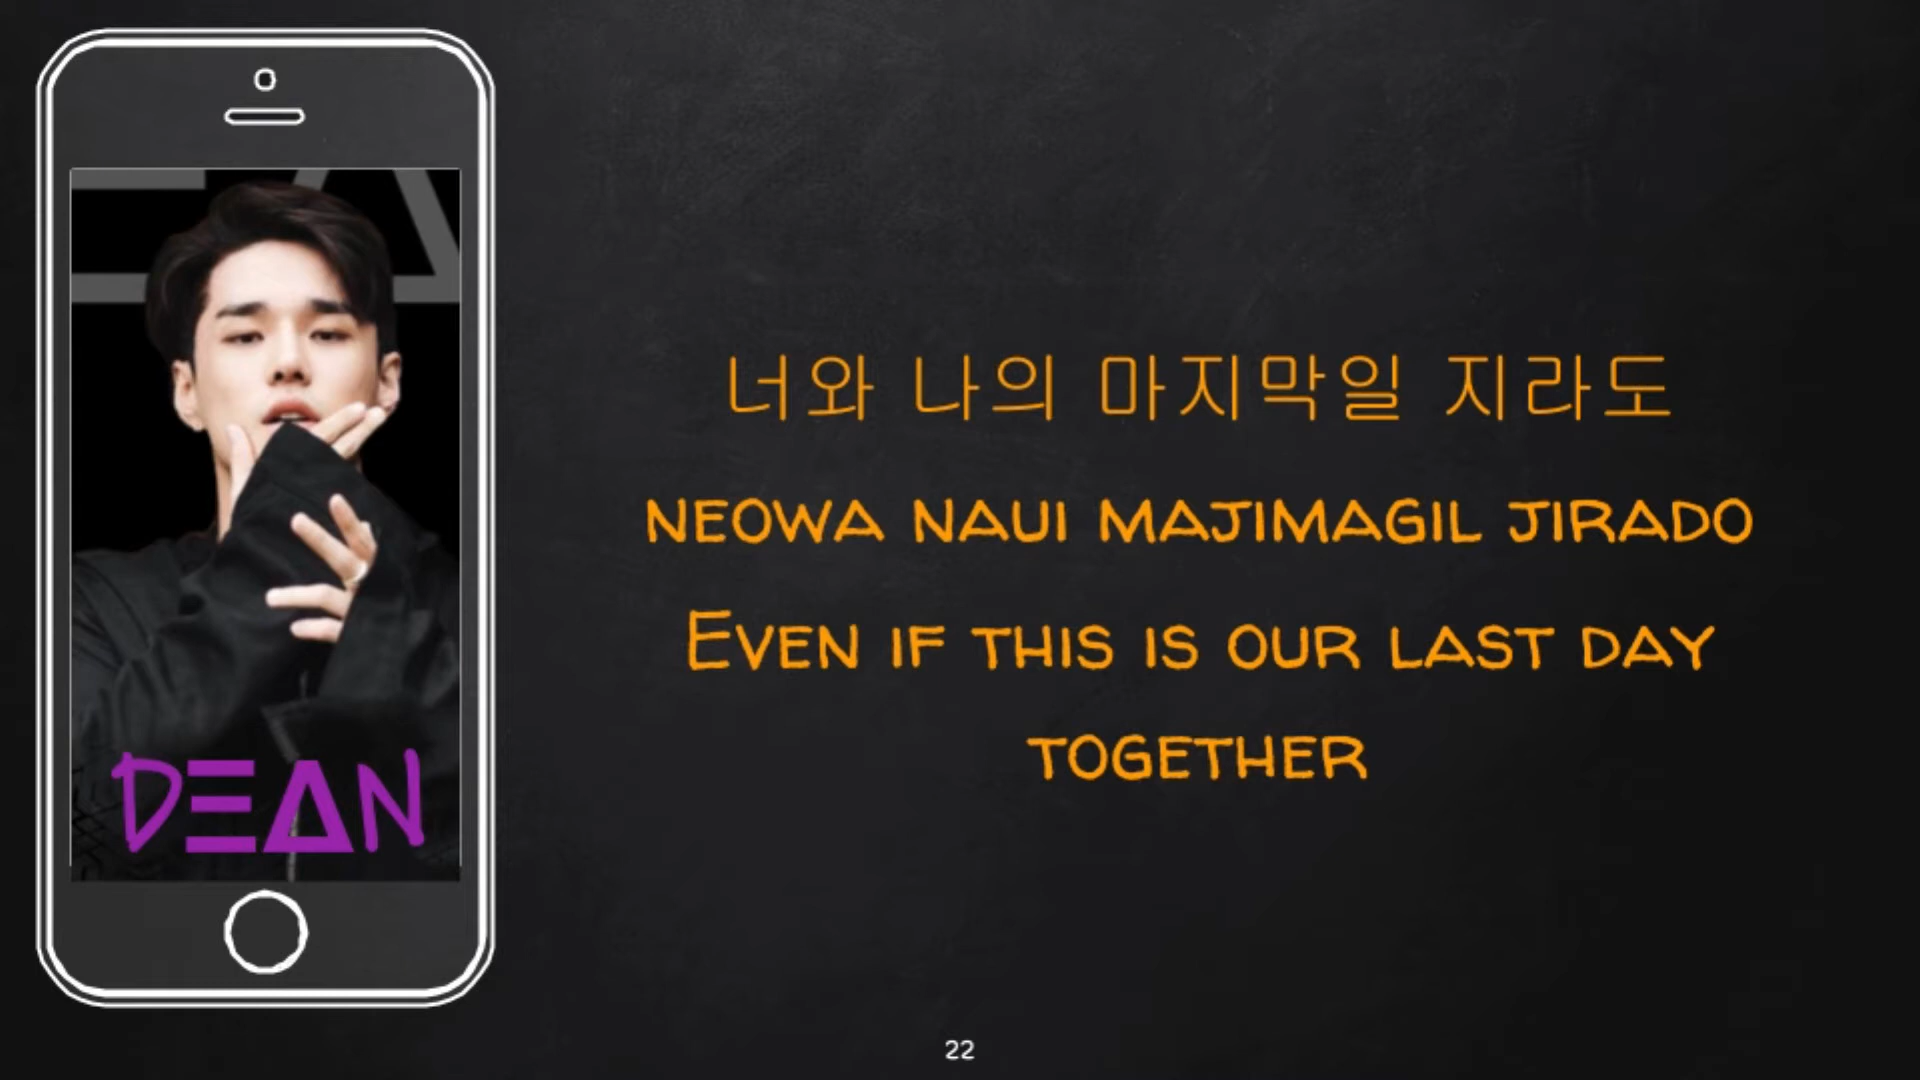 DEAN
너와 나의 마지막일 지라도
NEOWA NAUI MAJIMAGIL JIRADO
EVEN IF THIS IS OUR LAST DAY
TOGETHER
22